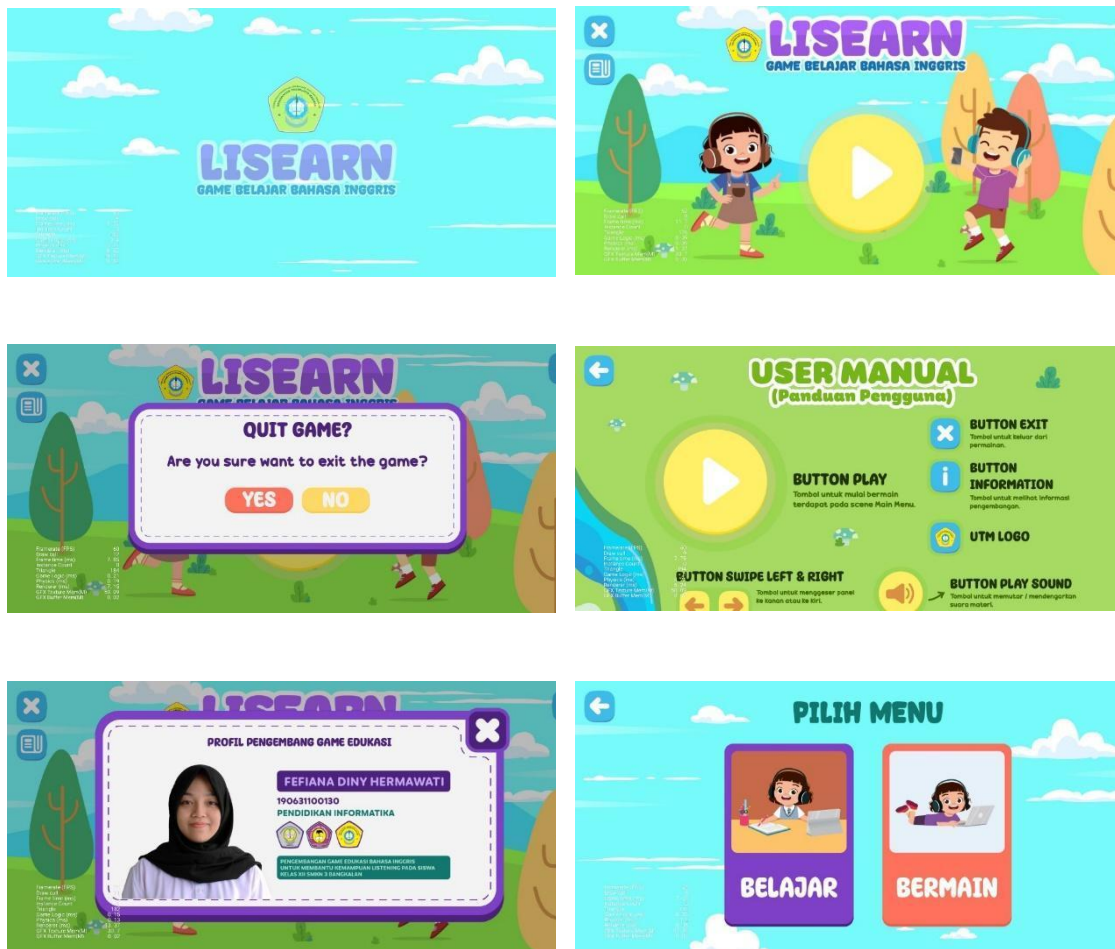 LISEARN
GAME BELAJAR BAHASA INGGRIS
LISEARN
GAME BELAJAR BAHASA INGGRIS
LISEARN
GAME BELAJAR BAHASA INGGRIS
QUIT GAME?
Are you sure want to exit the game?
YES
NO
USER MANUAL
(Panduan Pengguna)
BUTTON PLAY
Tombol untuk mulai bermain
terdapat pada scene Main Menu.
BUTTON EXIT
Tombol untuk keluar dari
permainan.
BUTTON
INFORMATION
Tombol untuk melihat informasi
pengembangan.
UTM LOGO
BUTTON SWIPE LEFT & RIGHT
Tombol untuk menggeser panel
ke kanan atau ke kiri.
BUTTON PLAY SOUND
Tombol untuk memutar / mendengarkan
suara materi.
LISEARN
PROFIL PENGEMBANG GAME EDUKASI
FEFIANA DINY HERMAWATI
190631100130
PENDIDIKAN INFORMATIKA
PENGEMBANGAN GAME EDUKASI BAHASA INGGRIS
UNTUK MEMBANTU KEMAMPUAN LISTENING PADA SISWA
KELAS XII SMKN 3 BANGKALAN
PILIH MENU
BELAJAR
BERMAIN